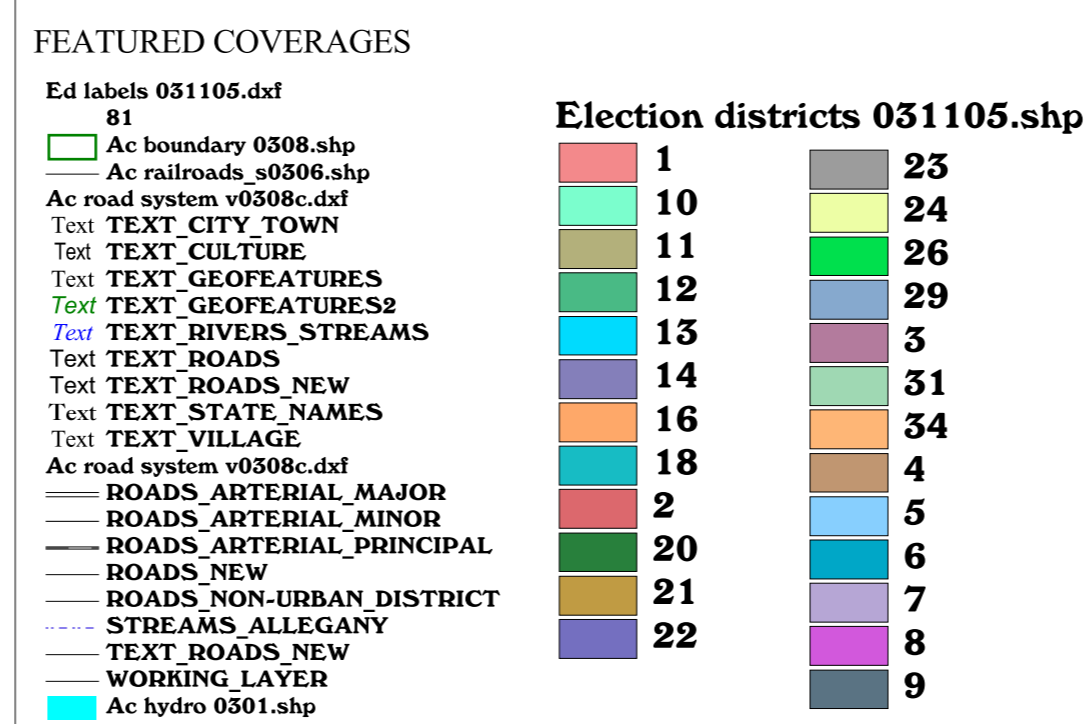 FEATURED COVERAGES
Ed labels 031105.dxf
81
Ac boundary 0308.shp
Ac railroads_s0306.shp
Ac road system v0308c.dxf
Text TEXT_CITY_TOWN
Text TEXT_CULTURE
Text TEXT_GEOFEATURES
Text TEXT_GEOFEATURES2
Text TEXT_RIVERS_STREAMS
Text TEXT_ROADS
Text TEXT_ROADS_NEW
Text TEXT_STATE_NAMES
Text TEXT_VILLAGE
Ac road system v0308c.dxf
ROADS_ARTERIAL_MAJOR
ROADS_ARTERIAL_MINOR
ROADS_ARTERIAL_PRINCIPAL
ROADS_NEW
ROADS_NON-URBAN_DISTRICT
STREAMS_ALLEGANY
TEXT_ROADS_NEW
WORKING_LAYER
Ac hydro 0301.shp
Election districts 031105.shp
1
10
11
12
13
14
16
18
2
20
21
22
23
24
26
29
3
31
34
4
5
6
7
8
9